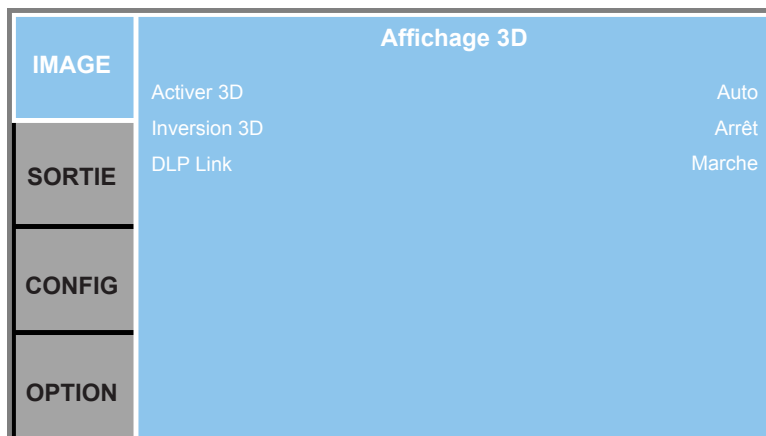 IMAGE
SORTIE
CONFIG
OPTION
Affichage 3D
Activer 3D Auto
Inversion 3D Arrêt
DLP Link Marche